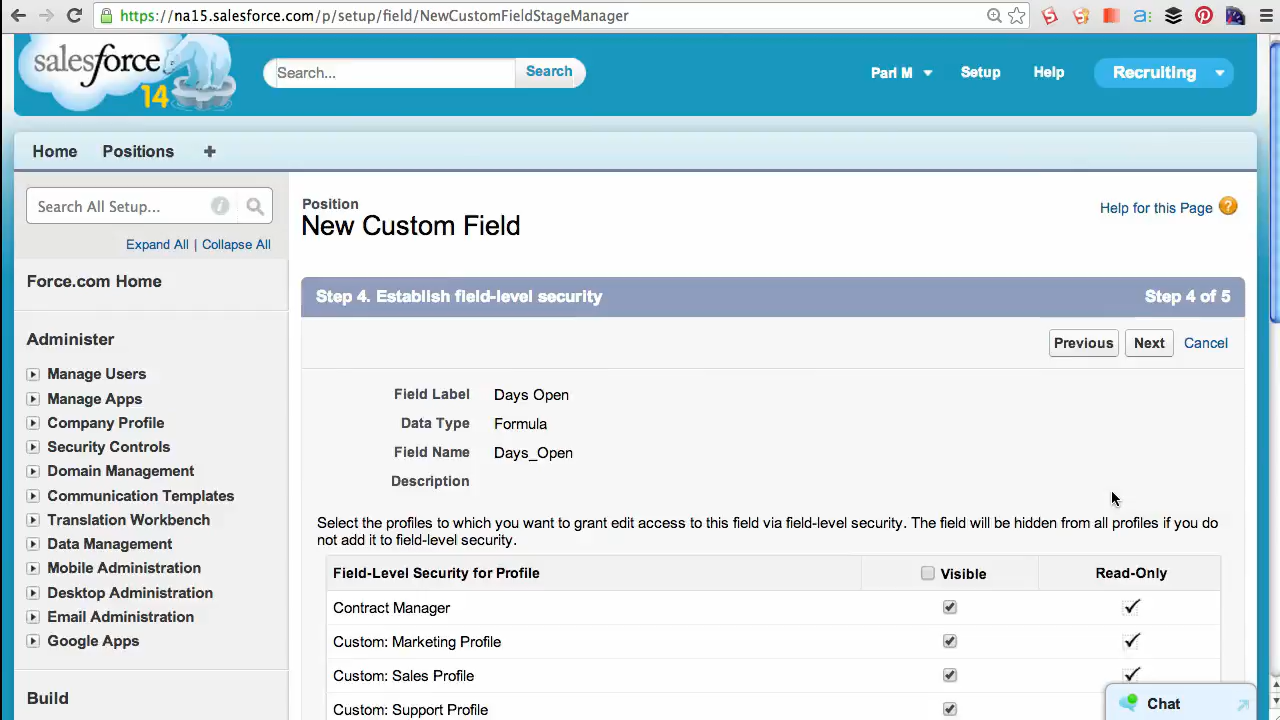 https://na15.salesforce.com/p/setup/field/NewCustomFieldStageManager
a:
salesforce
14
Search...
Search
Pari M
Setup
Help
Recruiting
Home
Positions
+
Search All Setup...
Expand All | Collapse All
Force.com Home
Administer
Manage Users
Manage Apps
Company Profile
Security Controls
Domain Management
Communication Templates
Translation Workbench
Data Management
Mobile Administration
Desktop Administration
Email Administration
Google Apps
Build
Position
New Custom Field
Help for this Page ?
Step 4. Establish field-level security
Step 4 of 5
Previous
Next
Cancel
Field Label Days Open
Data Type Formula
Field Name Days_Open
Description
Select the profiles to which you want to grant edit access to this field via field-level security. The field will be hidden from all profiles if you do
not add it to field-level security.
Field-Level Security for Profile Visible Read-Only
Contract Manager
Custom: Marketing Profile
Custom: Sales Profile
Custom: Support Profile
Chat